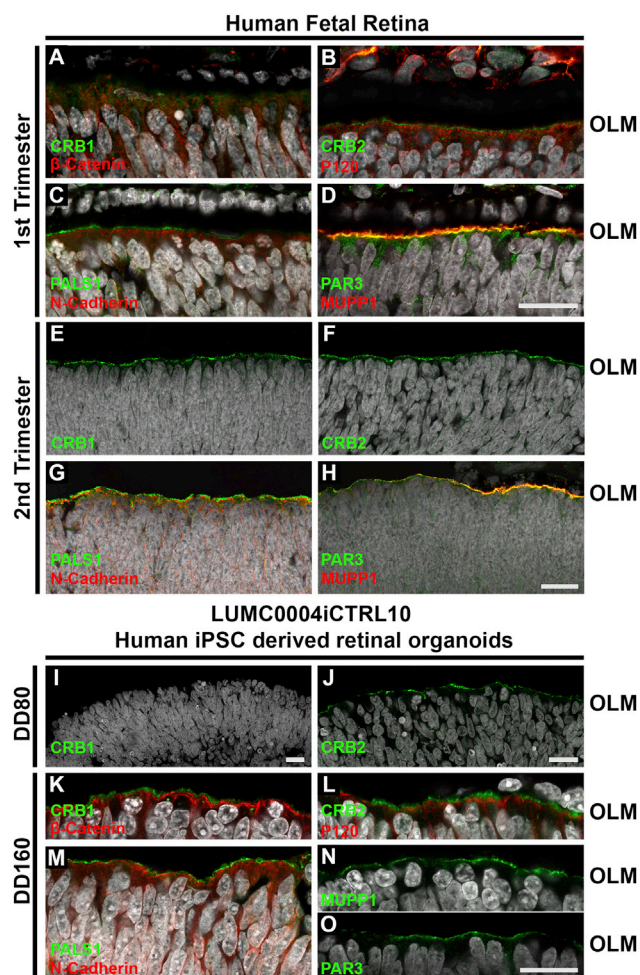 Human Fetal Retina
1st Trimester
A
CRB1
β-Catenin
B
CRB2
P120
OLM
C
PALS1
N-Cadherin
D
PAR3
MUPP1
OLM
2nd Trimester
E
CRB1
F
CRB2
OLM
G
PALS1
N-Cadherin
H
PAR3
MUPP1
OLM
LUMC0004iCTRL10
Human iPSC derived retinal organoids
DD80
I
CRB1
J
CRB2
OLM
DD160
K
CRB1
β-Catenin
L
CRB2
P120
OLM
M
PALS1
N-Cadherin
N
MUPP1
OLM
O
PAR3
OLM